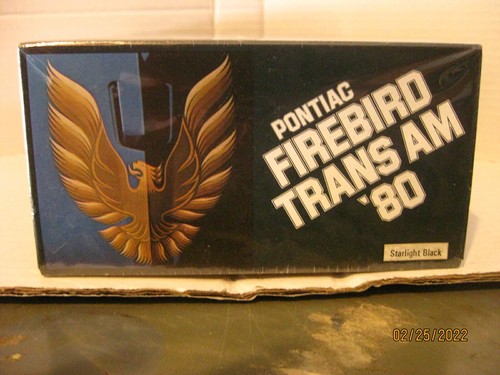 PONTIAC
FIREBIRD
TRANS AM
'80
Starlight Black
02/25/2022